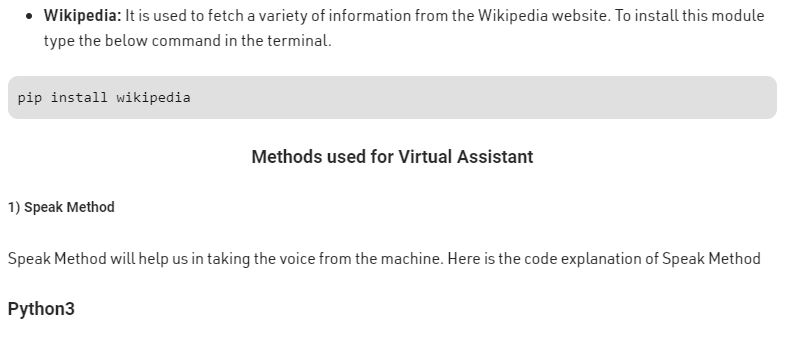 • Wikipedia: It is used to fetch a variety of information from the Wikipedia website. To install this module
type the below command in the terminal.
pip install wikipedia
Methods used for Virtual Assistant
1) Speak Method
Speak Method will help us in taking the voice from the machine. Here is the code explanation of Speak Method
Python3